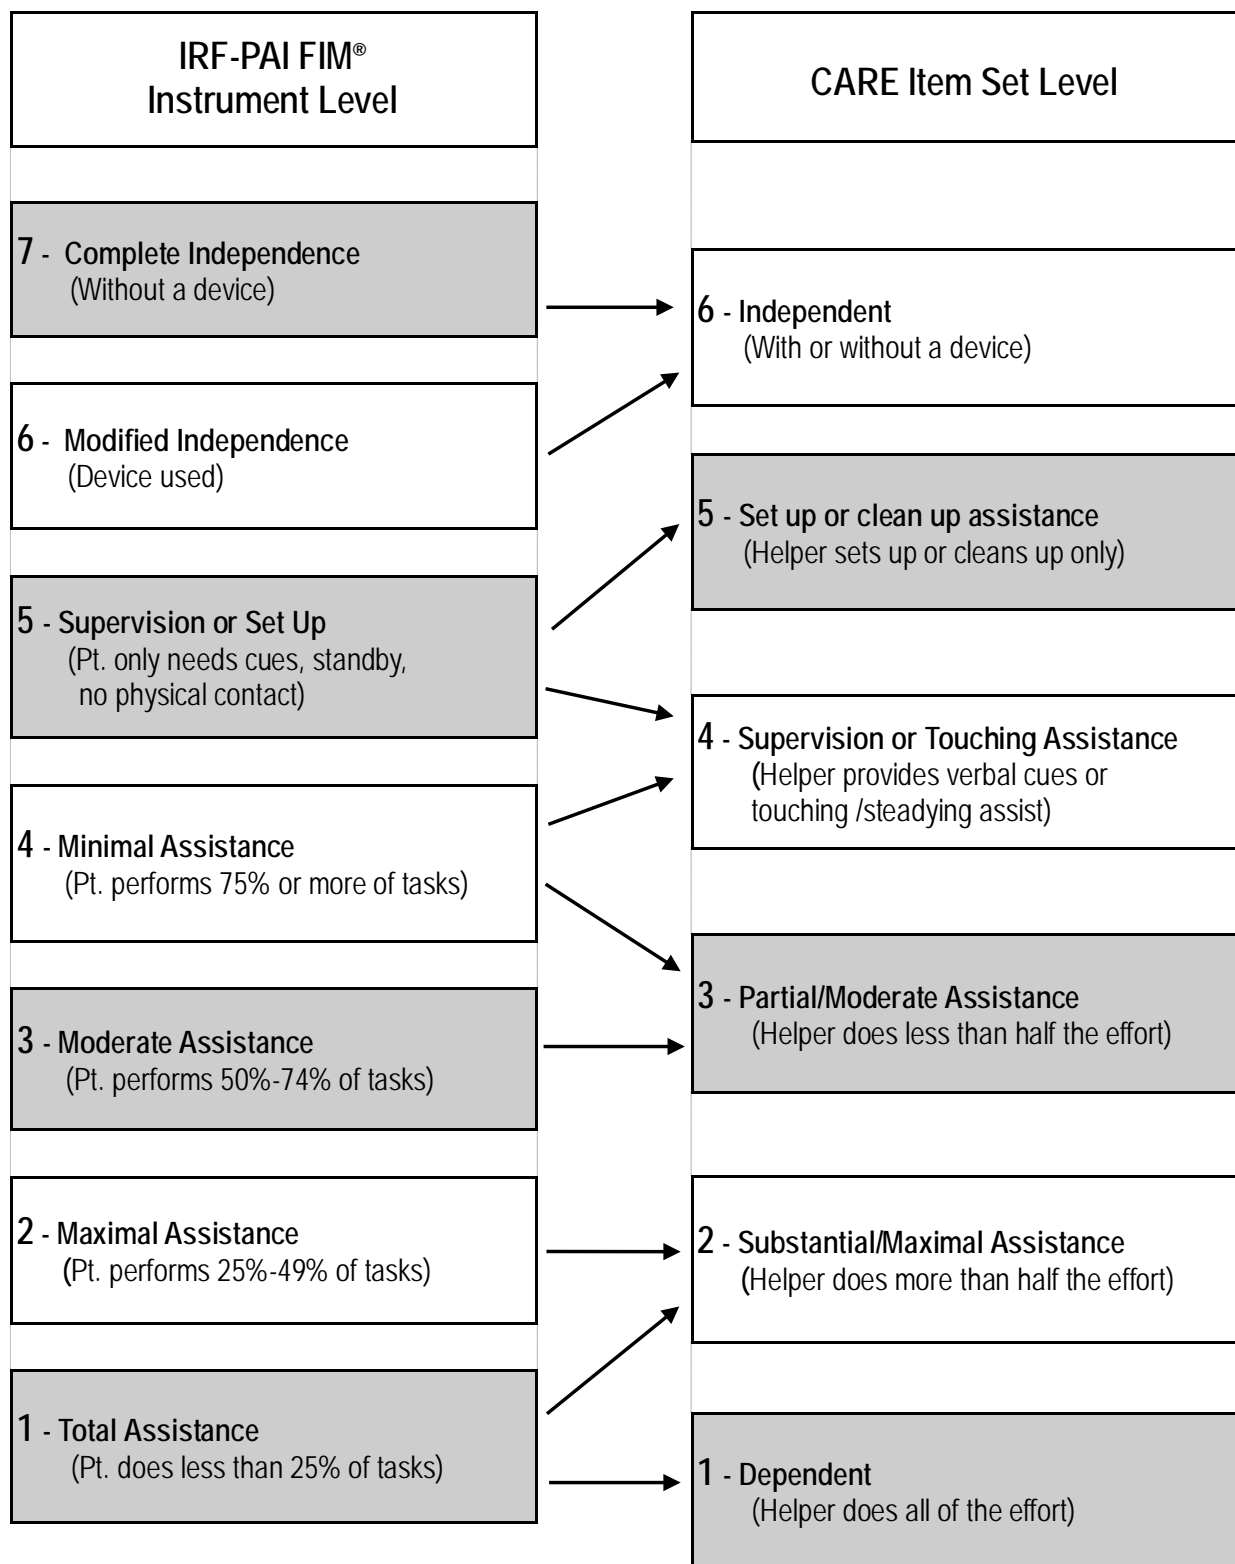 IRF-PAI FIM®
Instrument Level
7 - Complete Independence
(Without a device)
6 - Modified Independence
(Device used)
5 - Supervision or Set Up
(Pt. only needs cues, standby,
no physical contact)
4 - Minimal Assistance
(Pt. performs 75% or more of tasks)
3 - Moderate Assistance
(Pt. performs 50%-74% of tasks)
2 - Maximal Assistance
(Pt. performs 25%-49% of tasks)
1 - Total Assistance
(Pt. does less than 25% of tasks)
CARE Item Set Level
6 - Independent
(With or without a device)
5 - Set up or clean up assistance
(Helper sets up or cleans up only)
4 - Supervision or Touching Assistance
(Helper provides verbal cues or
touching /steadying assist)
3 - Partial/Moderate Assistance
(Helper does less than half the effort)
2 - Substantial/Maximal Assistance
(Helper does more than half the effort)
1 - Dependent
(Helper does all of the effort)